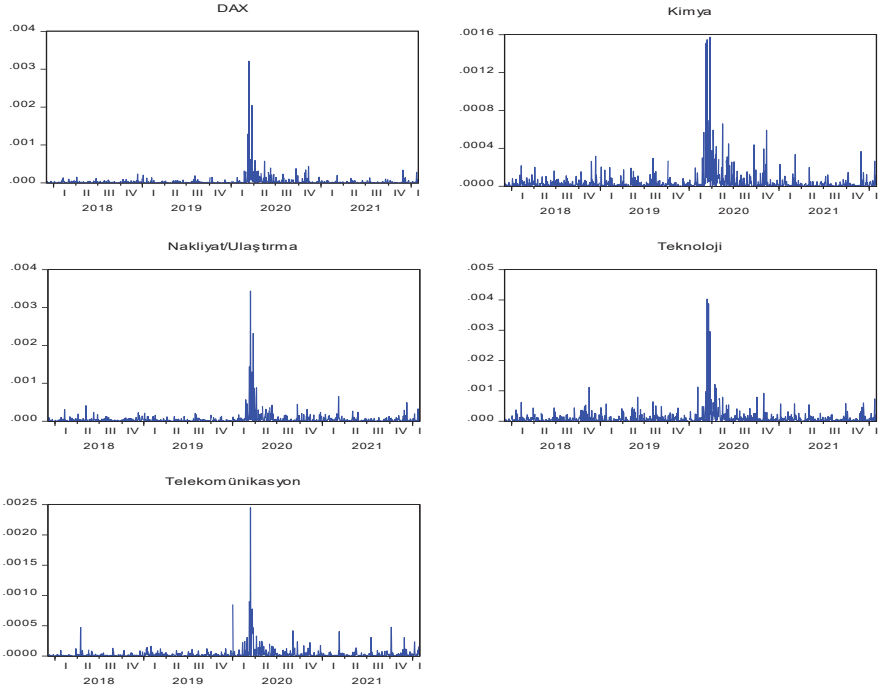 DAX
.004
.003
.002
.001
.000
I II III IV I II III IV I II III IV I II III IV I
2018 2019 2020 2021
Kimya
.0016
.0012
.0008
.0004
.0000
I II III IV I II III IV I II III IV I II III IV I
2018 2019 2020 2021
Nakliyat/Ulaştırma
.004
.003
.002
.001
.000
I II III IV I II III IV I II III IV I II III IV I
2018 2019 2020 2021
Teknoloji
.005
.004
.003
.002
.001
.000
I II III IV I II III IV I II III IV I II III IV I
2018 2019 2020 2021
Telekomünikasyon
.0025
.0020
.0015
.0010
.0005
.0000
I II III IV I II III IV I II III IV I II III IV I
2018 2019 2020 2021